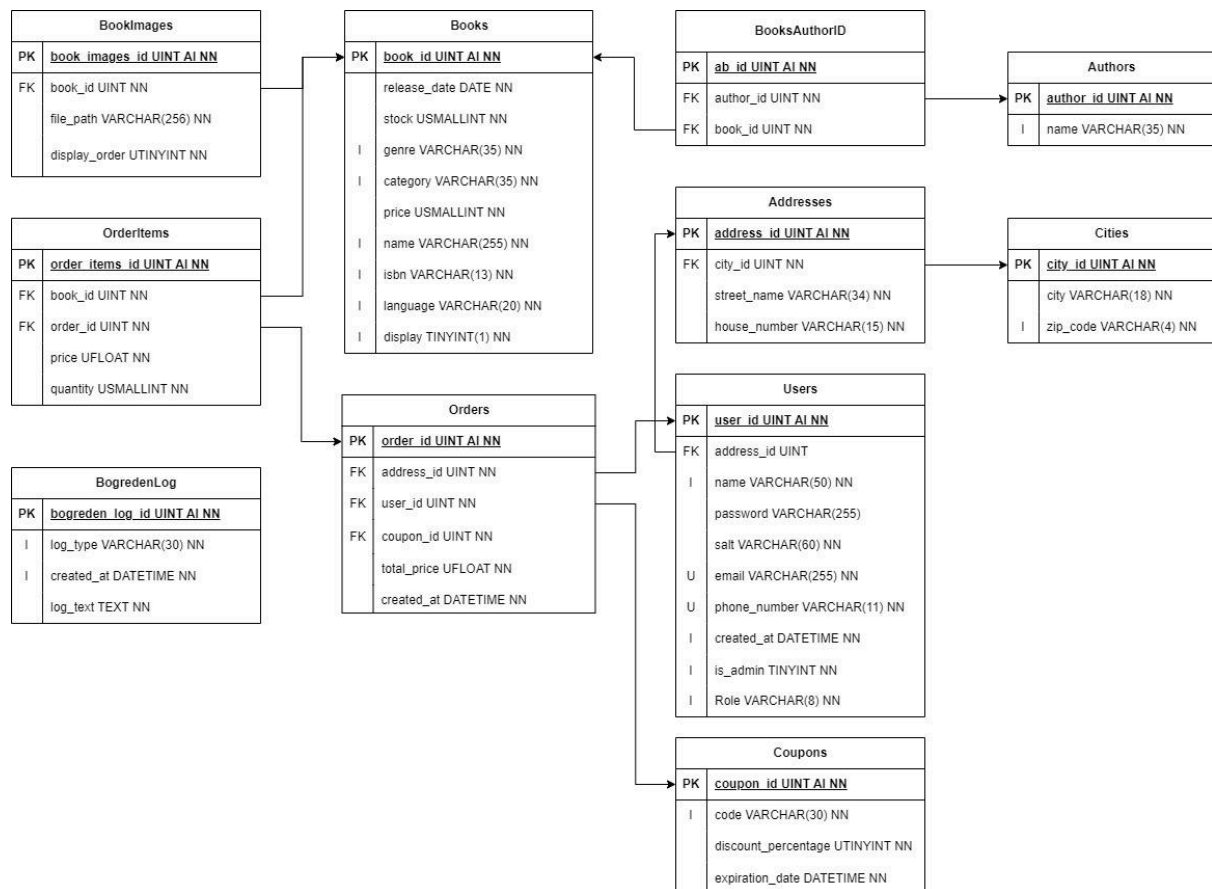 BookImages
PK book_images_id UINT AI NN
FK book_id UINT NN
file_path VARCHAR(256) NN
display_order UTINYINT NN
OrderItems
PK order_items_id UINT AI NN
FK book_id UINT NN
FK order_id UINT NN
price UFLOAT NN
quantity USMALLINT NN
BogredenLog
PK bogreden_log_id UINT AI NN
I log_type VARCHAR(30) NN
I created_at DATETIME NN
log_text TEXT NN
Books
PK book_id UINT AI NN
release_date DATE NN
stock USMALLINT NN
I genre VARCHAR(35) NN
I category VARCHAR(35) NN
price USMALLINT NN
I name VARCHAR(255) NN
I isbn VARCHAR(13) NN
I language VARCHAR(20) NN
I display TINYINT(1) NN
Orders
PK order_id UINT AI NN
FK address_id UINT NN
FK user_id UINT NN
FK coupon_id UINT NN
total_price UFLOAT NN
created_at DATETIME NN
BooksAuthorID
PK ab_id UINT AI NN
FK author_id UINT NN
FK book_id UINT NN
Addresses
PK address_id UINT AI NN
FK city_id UINT NN
street_name VARCHAR(34) NN
house_number VARCHAR(15) NN
Users
PK user_id UINT AI NN
FK address_id UINT
I name VARCHAR(50) NN
password VARCHAR(255)
salt VARCHAR(60) NN
U email VARCHAR(255) NN
U phone_number VARCHAR(11) NN
I created_at DATETIME NN
I is_admin TINYINT NN
I Role VARCHAR(8) NN
Coupons
PK coupon_id UINT AI NN
I code VARCHAR(30) NN
discount_percentage UTINYINT NN
expiration_date DATETIME NN
Authors
PK author_id UINT AI NN
I name VARCHAR(35) NN
Cities
PK city_id UINT AI NN
city VARCHAR(18) NN
I zip_code VARCHAR(4) NN